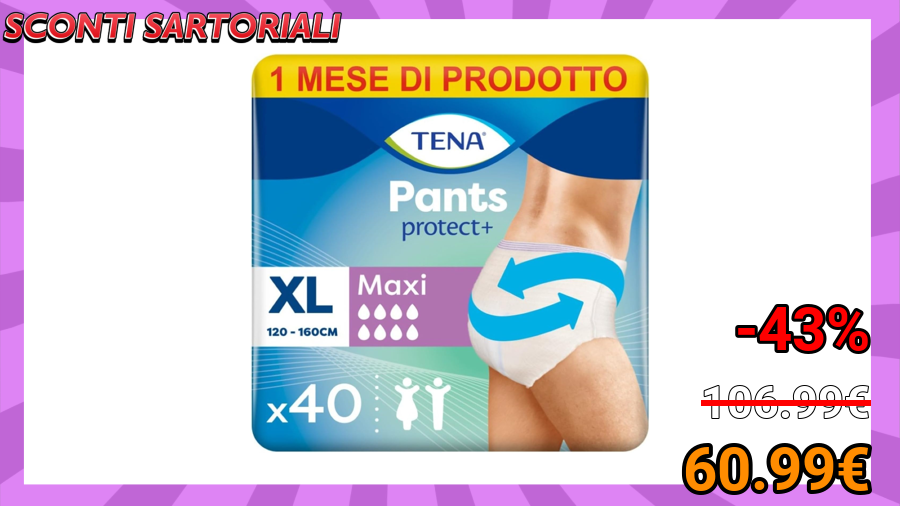 SCONTI SARTORIALI
1 MESE DI PRODOTTO
TENA®
Pants
protect+
XL
120 - 160CM
Maxi
x40
-43%
106.99€
60.99€